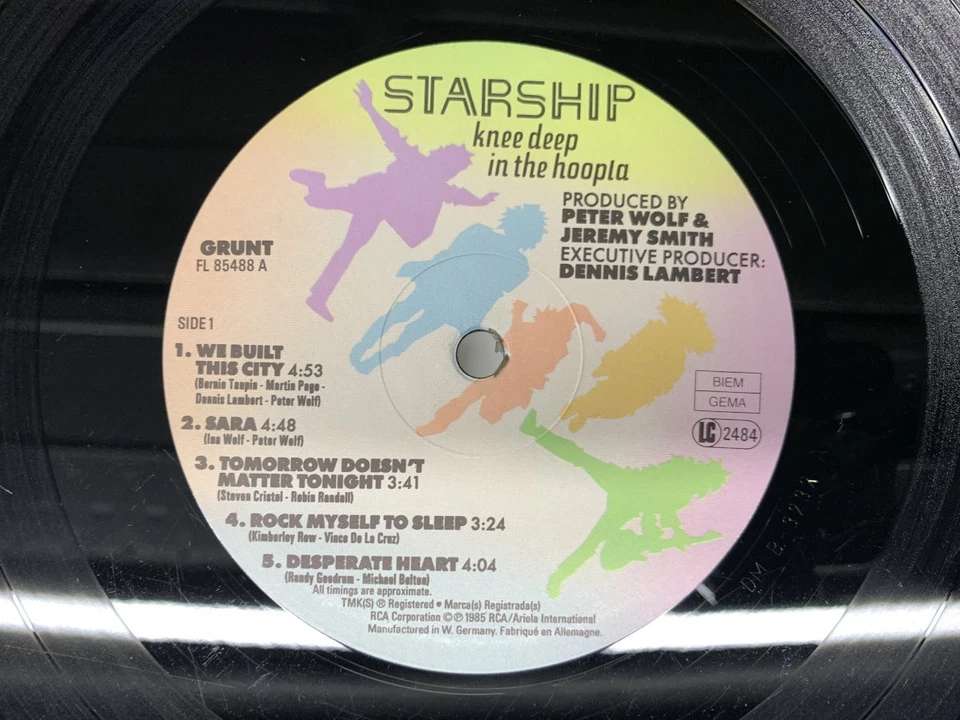 STARSHIP
knee deep
in the hoopla
PRODUCED BY
PETER WOLF &
JEREMY SMITH
EXECUTIVE PRODUCER:
DENNIS LAMBERT
GRUNT
FL 85488 A
SIDE 1
1. WE BUILT
THIS CITY 4:53
(Bernie Taupin - Martin Page -
Dennis Lambert - Peter Wolf)
2. SARA 4:48
(Ina Wolf - Peter Wolf)
3. TOMORROW DOESN'T
MATTER TONIGHT 3:41
(Steven Cristol - Robin Randall)
4. ROCK MYSELF TO SLEEP 3:24
(Kimberley Rew - Vince De La Cruz)
5. DESPERATE HEART 4:04
(Randy Goodrum - Michael Bolton)
All timings are approximate.
TMK(S) ® Registered • Marca(s) Registrada(s)
RCA Corporation ©℗ 1985 RCA/Ariola International
Manufactured in W. Germany. Fabriqué en Allemagne.
BIEM
GEMA
LC 2484